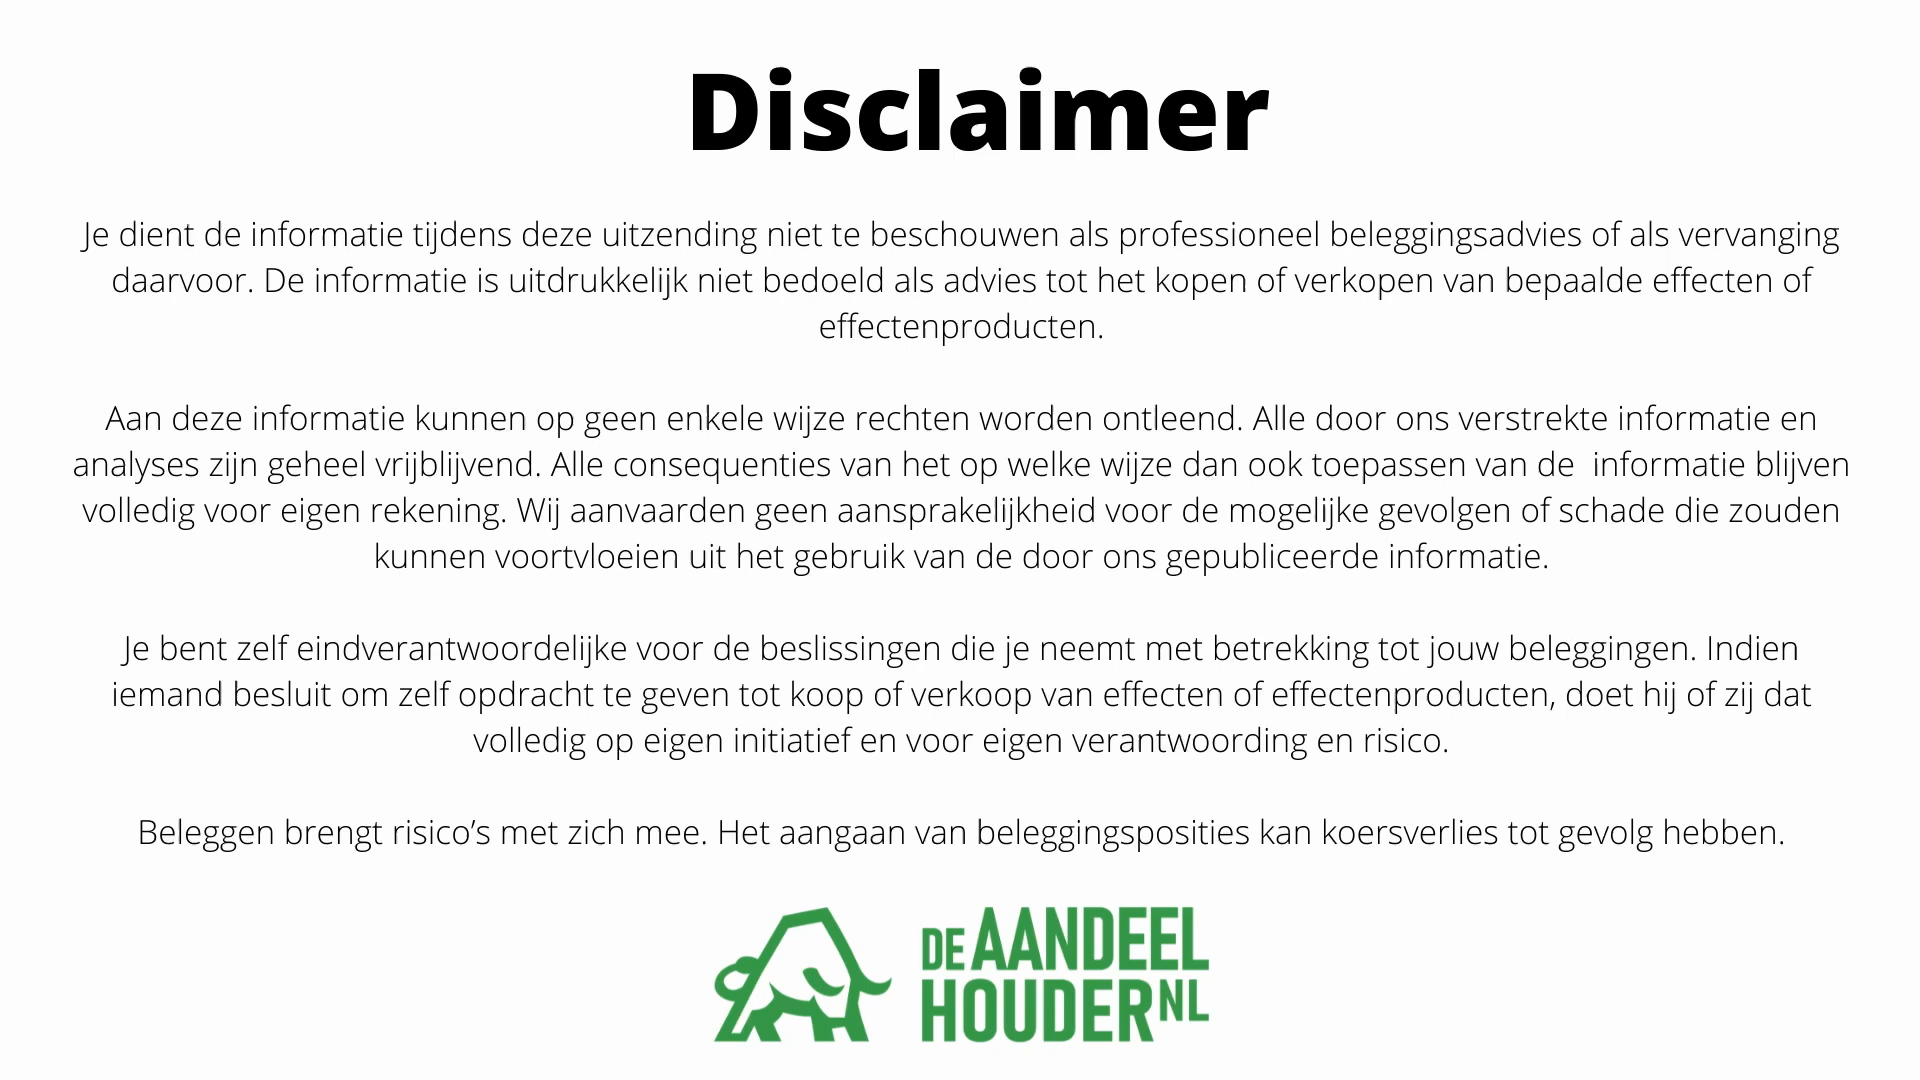 Disclaimer
Je dient de informatie tijdens deze uitzending niet te beschouwen als professioneel beleggingsadvies of als vervanging
daarvoor. De informatie is uitdrukkelijk niet bedoeld als advies tot het kopen of verkopen van bepaalde effecten of
effectenproducten.
Aan deze informatie kunnen op geen enkele wijze rechten worden ontleend. Alle door ons verstrekte informatie en
analyses zijn geheel vrijblijvend. Alle consequenties van het op welke wijze dan ook toepassen van de  informatie blijven
volledig voor eigen rekening. Wij aanvaarden geen aansprakelijkheid voor de mogelijke gevolgen of schade die zouden
kunnen voortvloeien uit het gebruik van de door ons gepubliceerde informatie.
Je bent zelf eindverantwoordelijke voor de beslissingen die je neemt met betrekking tot jouw beleggingen. Indien
iemand besluit om zelf opdracht te geven tot koop of verkoop van effecten of effectenproducten, doet hij of zij dat
volledig op eigen initiatief en voor eigen verantwoording en risico.
Beleggen brengt risico’s met zich mee. Het aangaan van beleggingsposities kan koersverlies tot gevolg hebben.
DE AANDEEL
HOUDER NL